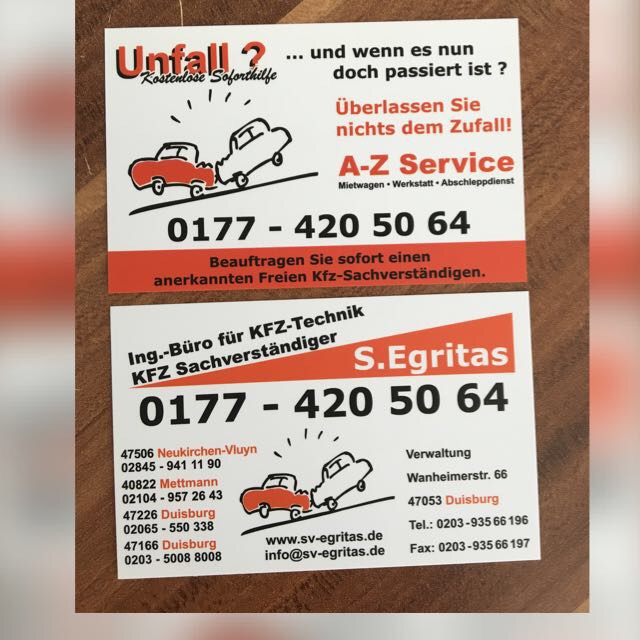 Unfall ?
Kostenlose Soforthilfe
... und wenn es nun
doch passiert ist ?
Überlassen Sie
nichts dem Zufall!
A-Z Service
Mietwagen • Werkstatt • Abschleppdienst
0177 - 420 50 64
Beauftragen Sie sofort einen
anerkannten Freien Kfz-Sachverständigen.
Ing.-Büro für KFZ-Technik
KFZ Sachverständiger
S.Egritas
0177 - 420 50 64
47506 Neukirchen-Vluyn
02845 - 941 11 90
40822 Mettmann
02104 - 957 26 43
47226 Duisburg
02065 - 550 338
47166 Duisburg
0203 - 5008 8008
www.sv-egritas.de
info@sv-egritas.de
Verwaltung
Wanheimerstr. 66
47053 Duisburg
Tel.: 0203 -935 66 196
Fax: 0203 -935 66 197